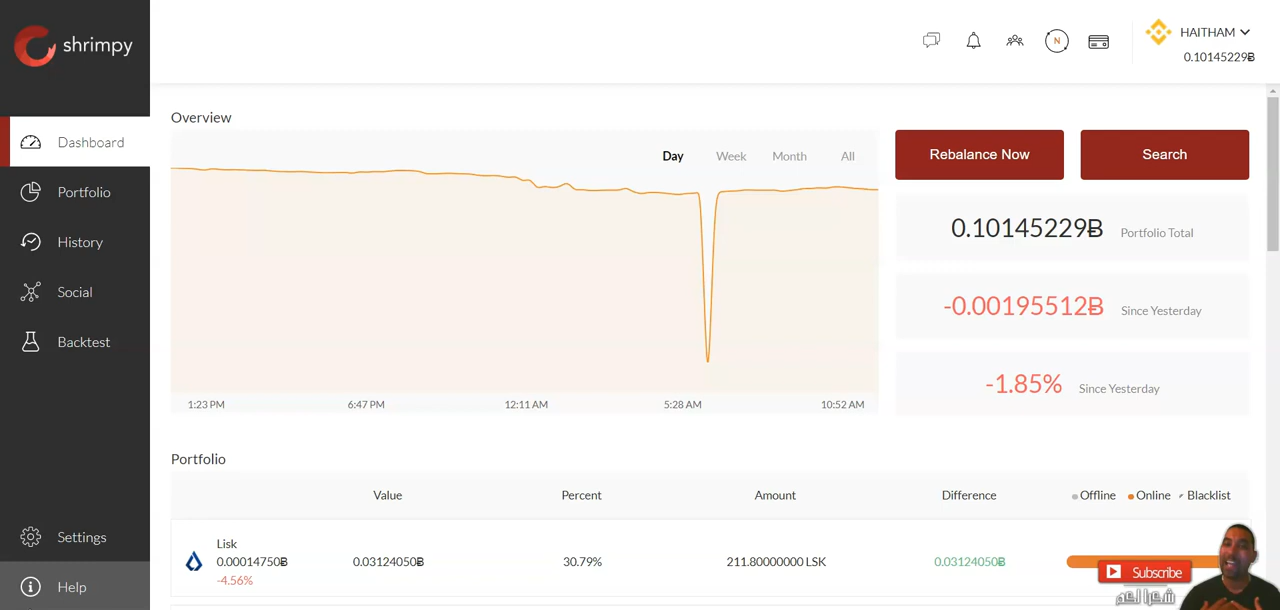 shrimpy
HAITHAM
0.10145229Ƀ
N
Dashboard
Portfolio
History
Social
Backtest
Settings
Help
Overview
Day Week Month All
1:23 PM 6:47 PM 12:11 AM 5:28 AM 10:52 AM
Rebalance Now
Search
0.10145229Ƀ Portfolio Total
-0.00195512Ƀ Since Yesterday
-1.85% Since Yesterday
Portfolio
Value Percent Amount Difference Offline Online Blacklist
Lisk
0.00014750Ƀ 0.03124050Ƀ 30.79% 211.80000000 LSK 0.03124050Ƀ
-4.56%
Subscribe